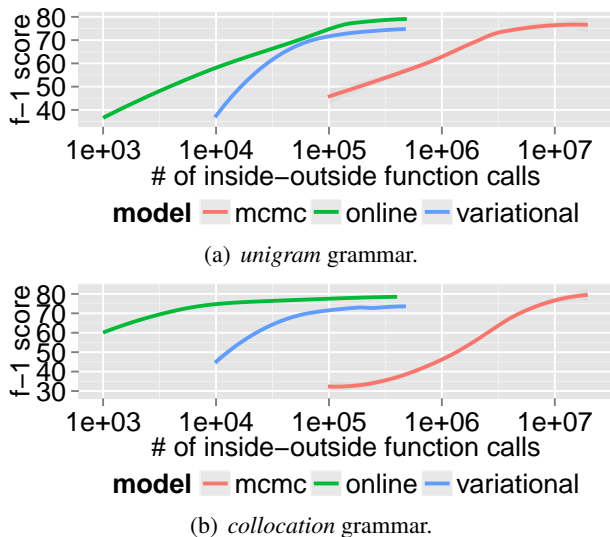 f-1 score
80
70
60
50
40
1e+03 1e+04 1e+05 1e+06 1e+07
# of inside-outside function calls
model mcmc online variational
(a) unigram grammar.
f-1 score
80
70
60
50
40
30
1e+03 1e+04 1e+05 1e+06 1e+07
# of inside-outside function calls
model mcmc online variational
(b) collocation grammar.